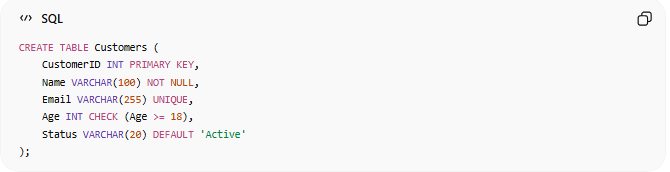 SQL
CREATE TABLE Customers (
    CustomerID INT PRIMARY KEY,
    Name VARCHAR(100) NOT NULL,
    Email VARCHAR(255) UNIQUE,
    Age INT CHECK (Age >= 18),
    Status VARCHAR(20) DEFAULT 'Active'
);